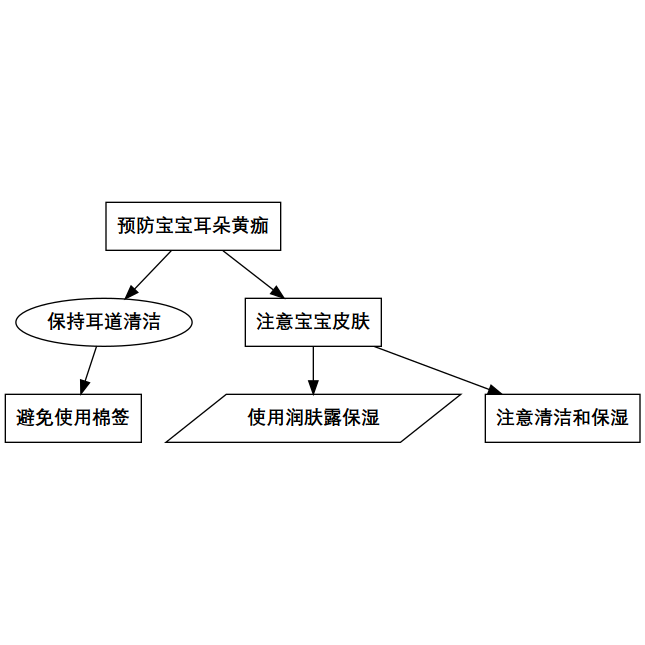 预防宝宝耳朵黄痂
保持耳道清洁
注意宝宝皮肤
避免使用棉签
使用润肤露保湿
注意清洁和保湿